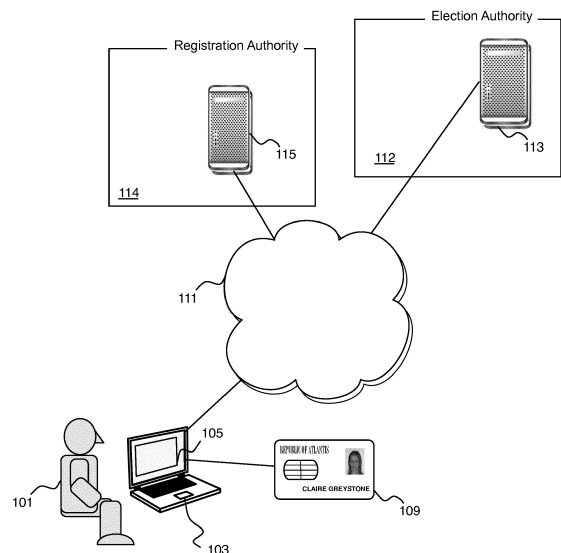 Election Authority
Registration Authority
113
115
112
114
111
105
REPUBLIC OF ATLANTIS
CLAIRE GREYSTONE
101
109
103